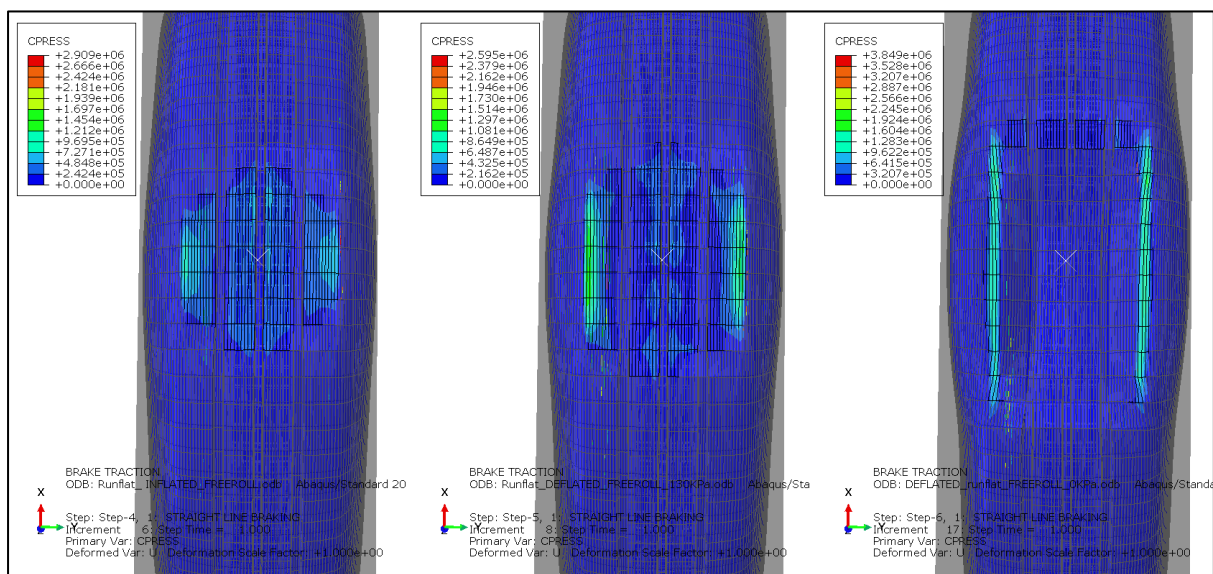 CPRESS
+2.909e+06
+2.666e+06
+2.424e+06
+2.181e+06
+1.939e+06
+1.697e+06
+1.454e+06
+1.212e+06
+9.695e+05
+7.271e+05
+4.848e+05
+2.424e+05
+0.000e+00
X
Y
Z
BRAKE TRACTION
ODB: Runflat_ INFLATED_FREEROLL.odb Abaqus/Standard 20
Step: Step-4, 1: STRAIGHT LINE BRAKING
Increment 6: Step Time = 1.000
Primary Var: CPRESS
Deformed Var: U Deformation Scale Factor: +1.000e+00
CPRESS
+2.595e+06
+2.379e+06
+2.162e+06
+1.946e+06
+1.730e+06
+1.514e+06
+1.297e+06
+1.081e+06
+8.649e+05
+6.487e+05
+4.325e+05
+2.162e+05
+0.000e+00
X
Y
Z
BRAKE TRACTION
ODB: Runflat_DEFLATED_FREEROLL_130KPa.odb Abaqus/Sta
Step: Step-5, 1: STRAIGHT LINE BRAKING
Increment 8: Step Time = 1.000
Primary Var: CPRESS
Deformed Var: U Deformation Scale Factor: +1.000e+00
CPRESS
+3.849e+06
+3.528e+06
+3.207e+06
+2.887e+06
+2.566e+06
+2.245e+06
+1.924e+06
+1.604e+06
+1.283e+06
+9.622e+05
+6.415e+05
+3.207e+05
+0.000e+00
X
Y
Z
BRAKE TRACTION
ODB: DEFLATED_runflat_FREEROLL_0KPa.odb Abaqus/Standa
Step: Step-6, 1: STRAIGHT LINE BRAKING
Increment 17: Step Time = 1.000
Primary Var: CPRESS
Deformed Var: U Deformation Scale Factor: +1.000e+00